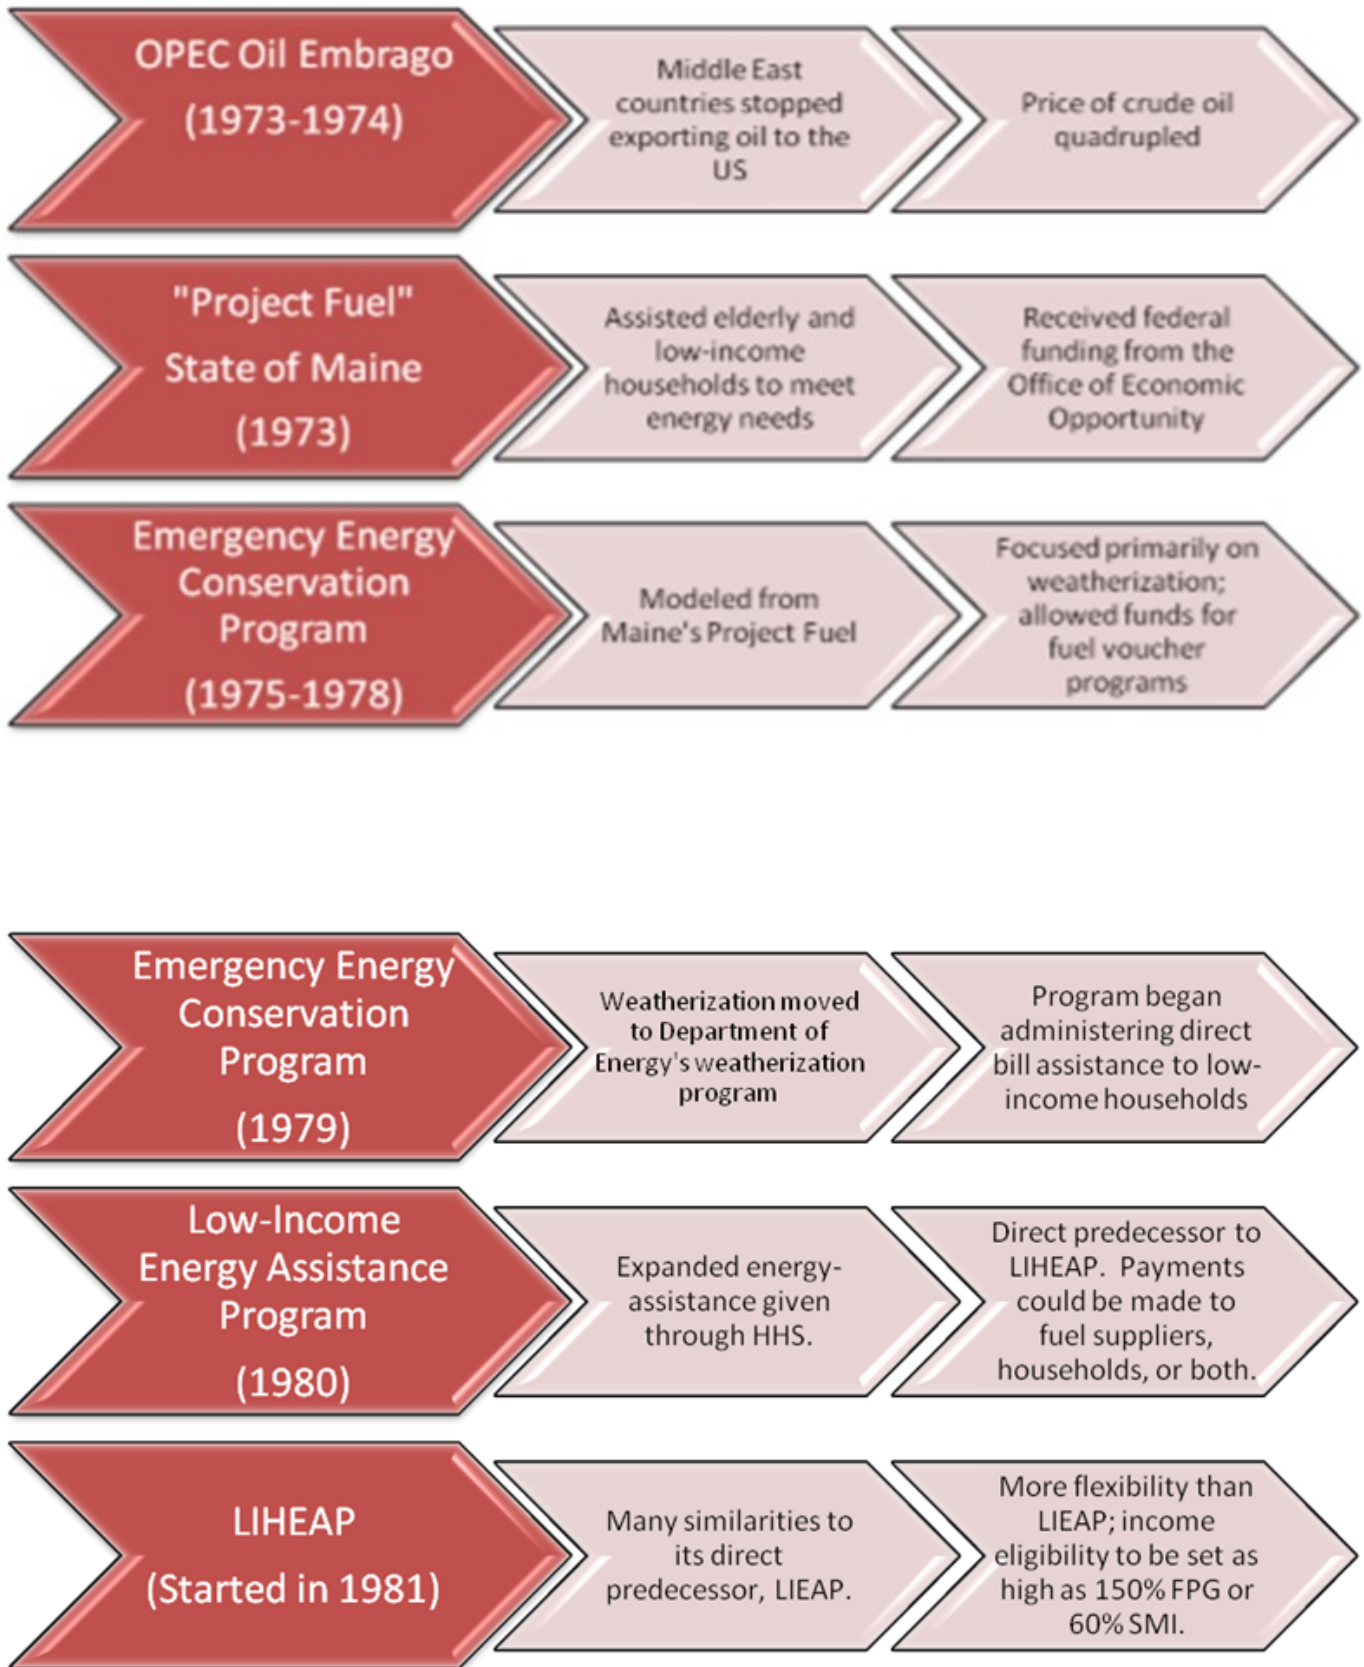 OPEC Oil Embrago
(1973-1974)
Middle East
countries stopped
exporting oil to the
US
Price of crude oil
quadrupled
"Project Fuel"
State of Maine
(1973)
Assisted elderly and
low-income
households to meet
energy needs
Received federal
funding from the
Office of Economic
Opportunity
Emergency Energy
Conservation
Program
(1975-1978)
Modeled from
Maine's Project Fuel
Focused primarily on
weatherization;
allowed funds for
fuel voucher
programs
Emergency Energy
Conservation
Program
(1979)
Weatherization moved
to Department of
Energy's weatherization
program
Program began
administering direct
bill assistance to low-
income households
Low-Income
Energy Assistance
Program
(1980)
Expanded energy-
assistance given
through HHS.
Direct predecessor to
LIHEAP.  Payments
could be made to
fuel suppliers,
households, or both.
LIHEAP
(Started in 1981)
Many similarities to
its direct
predecessor, LIEAP.
More flexibility than
LIEAP; income
eligibility to be set as
high as 150% FPG or
60% SMI.